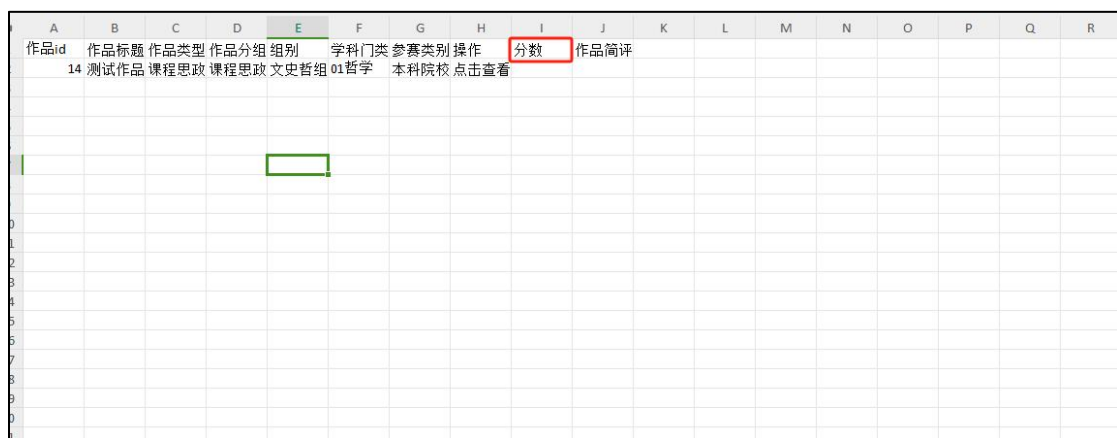 A B C D E F G H I J K L M N O P Q R
作品id 作品标题 作品类型 作品分组 组别 学科门类 参赛类别 操作 分数 作品简评
14 测试作品 课程思政 课程思政 文史哲组 01哲学 本科院校 点击查看